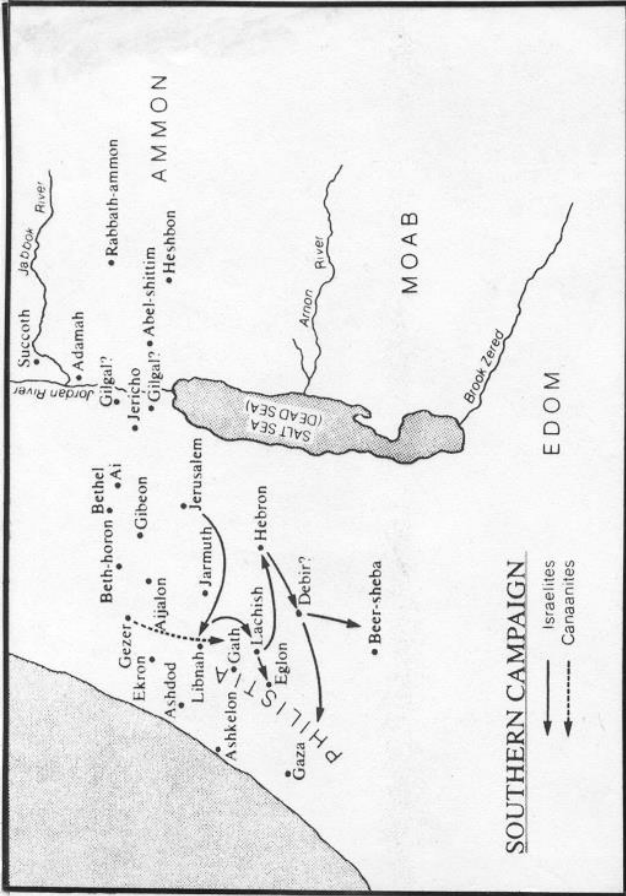 Succoth
Jabbok River
Adamah
Jordan River
Gilgal?
Rabbath-ammon
AMMON
Jericho
Gilgal?
Abel-shittim
Heshbon
Bethel
Ai
Beth-horon
Gibeon
Gezer
Aijalon
Ekron
Jerusalem
Ashdod
Jarmuth
Libnah
Gath
Ashkelon
PHILISTIA
Lachish
Hebron
Eglon
Debir?
Gaza
Beer-sheba
SALT SEA
(DEAD SEA)
Arnon River
MOAB
Brook Zered
EDOM
SOUTHERN CAMPAIGN
Israelites
Canaanites